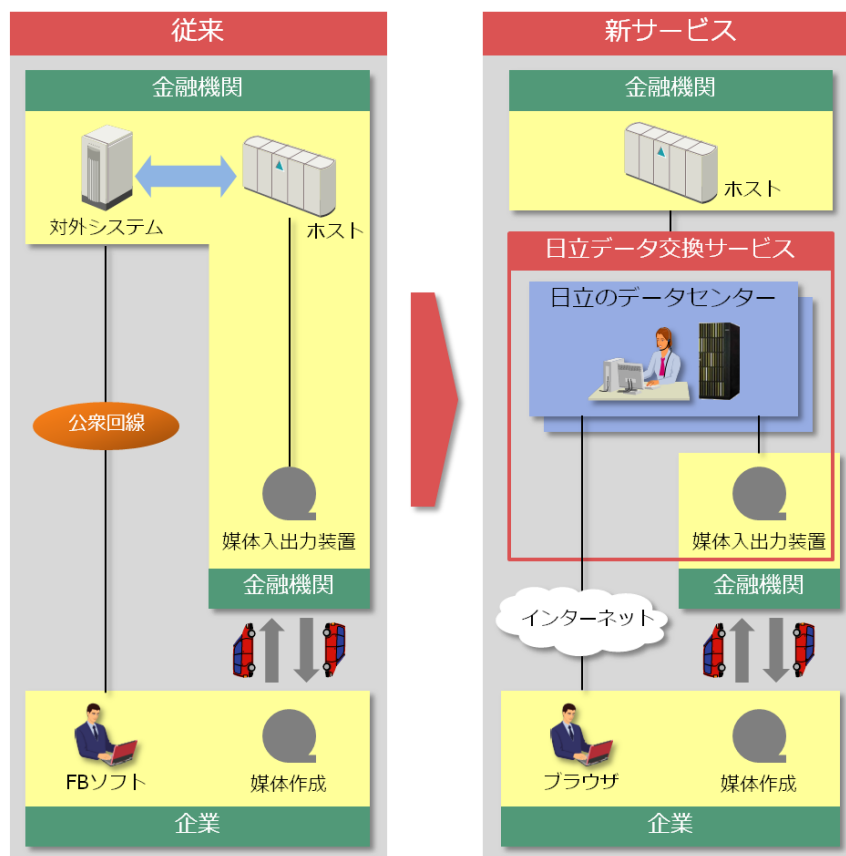 従来
金融機関
対外システム
ホスト
公衆回線
媒体入出力装置
金融機関
FBソフト
媒体作成
企業
新サービス
金融機関
ホスト
日立データ交換サービス
日立のデータセンター
媒体入出力装置
金融機関
インターネット
ブラウザ
媒体作成
企業